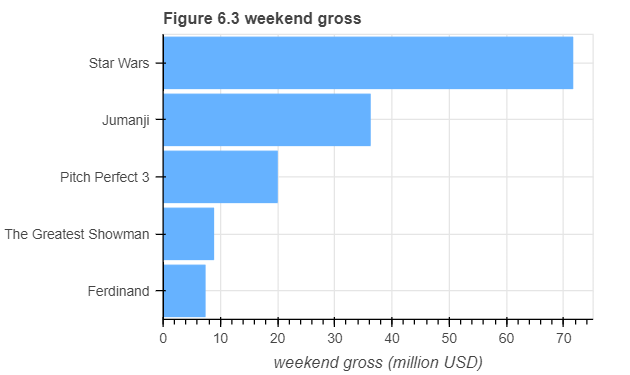 Figure 6.3 weekend gross
Star Wars
Jumanji
Pitch Perfect 3
The Greatest Showman
Ferdinand
0 10 20 30 40 50 60 70
weekend gross (million USD)